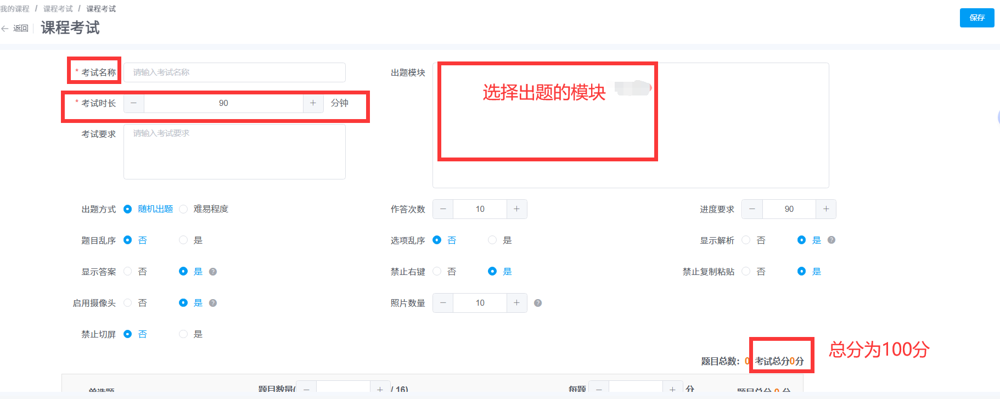 我的课程 / 课程考试 / 课程考试
返回 课程考试
保存
* 考试名称 请输入考试名称
出题模块
选择出题的模块
* 考试时长 − 90 + 分钟
考试要求 请输入考试要求
出题方式 随机出题 难易程度
作答次数 − 10 +
进度要求 − 90 +
题目乱序 否 是
选项乱序 否 是
显示解析 否 是 ?
显示答案 否 是 ?
禁止右键 否 是
禁止复制粘贴 否 是
启用摄像头 否 是 ?
照片数量 − 10 + ?
禁止切屏 否 是
题目总数：0 考试总分0分
总分为100分
单选题 题目数量( − + / 16) 每题 − + 分 题目总分 0 分